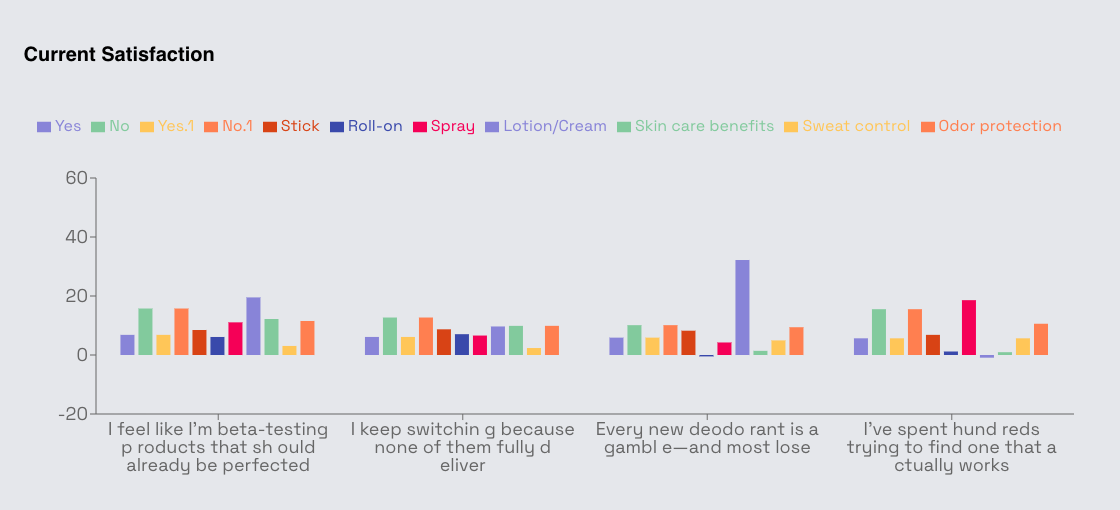 Current Satisfaction
Yes No Yes.1 No.1 Stick Roll-on Spray Lotion/Cream Skin care benefits Sweat control Odor protection
60
40
20
0
-20
I feel like I'm beta-testing
p roducts that sh ould
already be perfected
I keep switchin g because
none of them fully d
eliver
Every new deodo rant is a
gambl e—and most lose
I've spent hund reds
trying to find one that a
ctually works